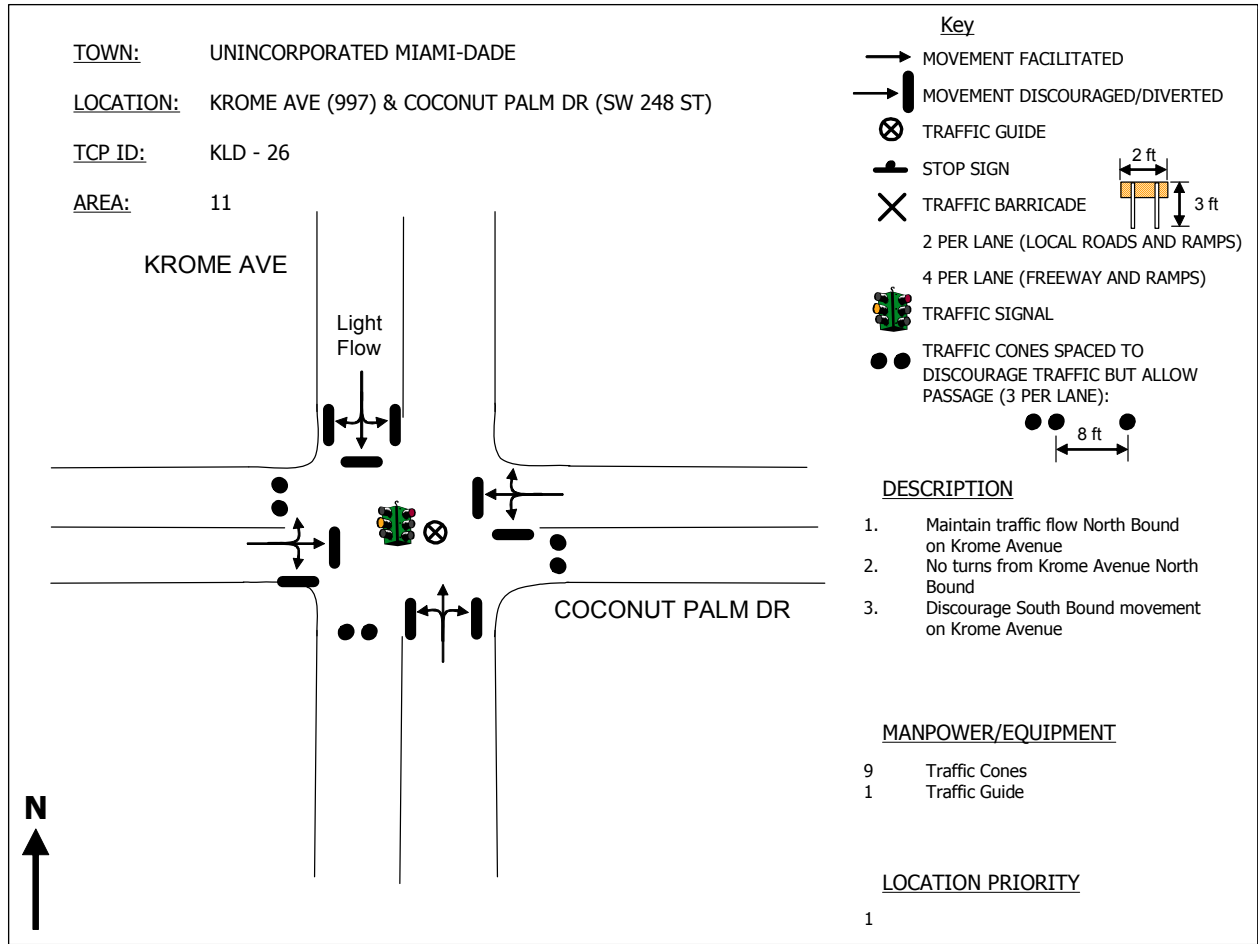 TOWN: UNINCORPORATED MIAMI-DADE
LOCATION: KROME AVE (997) & COCONUT PALM DR (SW 248 ST)
TCP ID: KLD - 26
AREA: 11
KROME AVE
Light
Flow
COCONUT PALM DR
N
Key
MOVEMENT FACILITATED
MOVEMENT DISCOURAGED/DIVERTED
TRAFFIC GUIDE
STOP SIGN
2 ft
TRAFFIC BARRICADE
3 ft
2 PER LANE (LOCAL ROADS AND RAMPS)
4 PER LANE (FREEWAY AND RAMPS)
TRAFFIC SIGNAL
TRAFFIC CONES SPACED TO
DISCOURAGE TRAFFIC BUT ALLOW
PASSAGE (3 PER LANE):
8 ft
DESCRIPTION
1. Maintain traffic flow North Bound
on Krome Avenue
2. No turns from Krome Avenue North
Bound
3. Discourage South Bound movement
on Krome Avenue
MANPOWER/EQUIPMENT
9 Traffic Cones
1 Traffic Guide
LOCATION PRIORITY
1